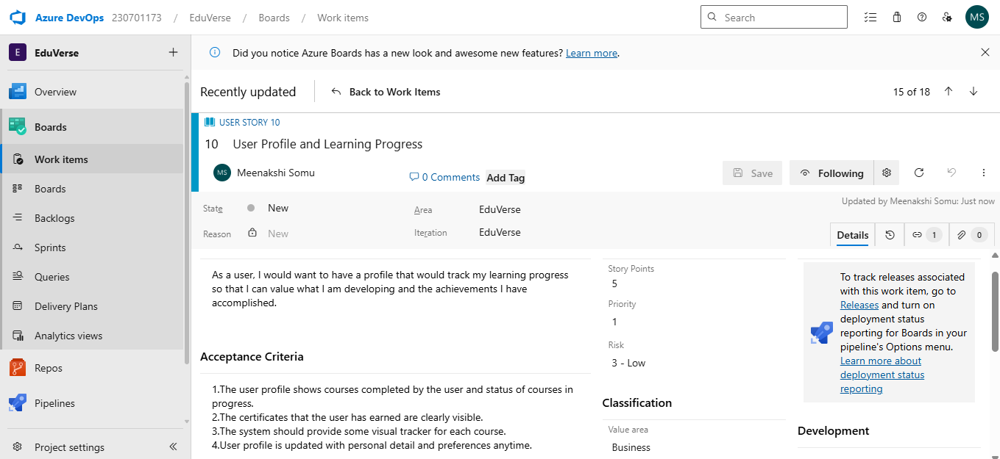 Azure DevOps 230701173 / EduVerse / Boards / Work items
Search
MS
E EduVerse
Overview
Boards
Work items
Boards
Backlogs
Sprints
Queries
Delivery Plans
Analytics views
Repos
Pipelines
Project settings
Did you notice Azure Boards has a new look and awesome new features? Learn more.
Recently updated
Back to Work Items
15 of 18
USER STORY 10
10 User Profile and Learning Progress
MS Meenakshi Somu
0 Comments
Add Tag
Save
Following
State New
Area EduVerse
Reason New
Iteration EduVerse
Updated by Meenakshi Somu: Just now
Details
1
0
As a user, I would want to have a profile that would track my learning progress
so that I can value what I am developing and the achievements I have
accomplished.
Acceptance Criteria
1.The user profile shows courses completed by the user and status of courses in
progress.
2.The certificates that the user has earned are clearly visible.
3.The system should provide some visual tracker for each course.
4.User profile is updated with personal detail and preferences anytime.
Story Points
5
Priority
1
Risk
3 - Low
Classification
Value area
Business
To track releases associated
with this work item, go to
Releases and turn on
deployment status
reporting for Boards in your
pipeline's Options menu.
Learn more about
deployment status
reporting
Development